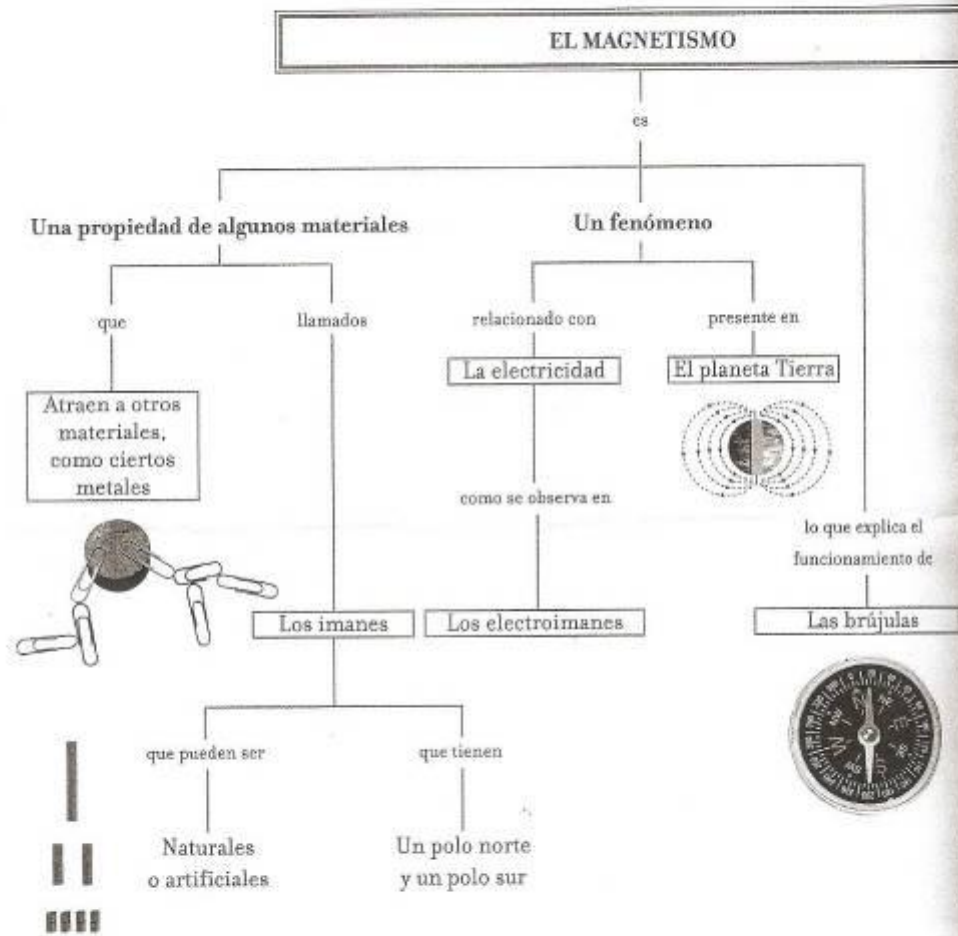 EL MAGNETISMO
es
Una propiedad de algunos materiales
Un fenómeno
que
llamados
relacionado con
presente en
La electricidad
El planeta Tierra
Atraen a otros
materiales,
como ciertos
metales
como se observa en
lo que explica el
funcionamiento de
Los imanes
Los electroimanes
Las brújulas
que pueden ser
que tienen
Naturales
o artificiales
Un polo norte
y un polo sur
N
W
SW